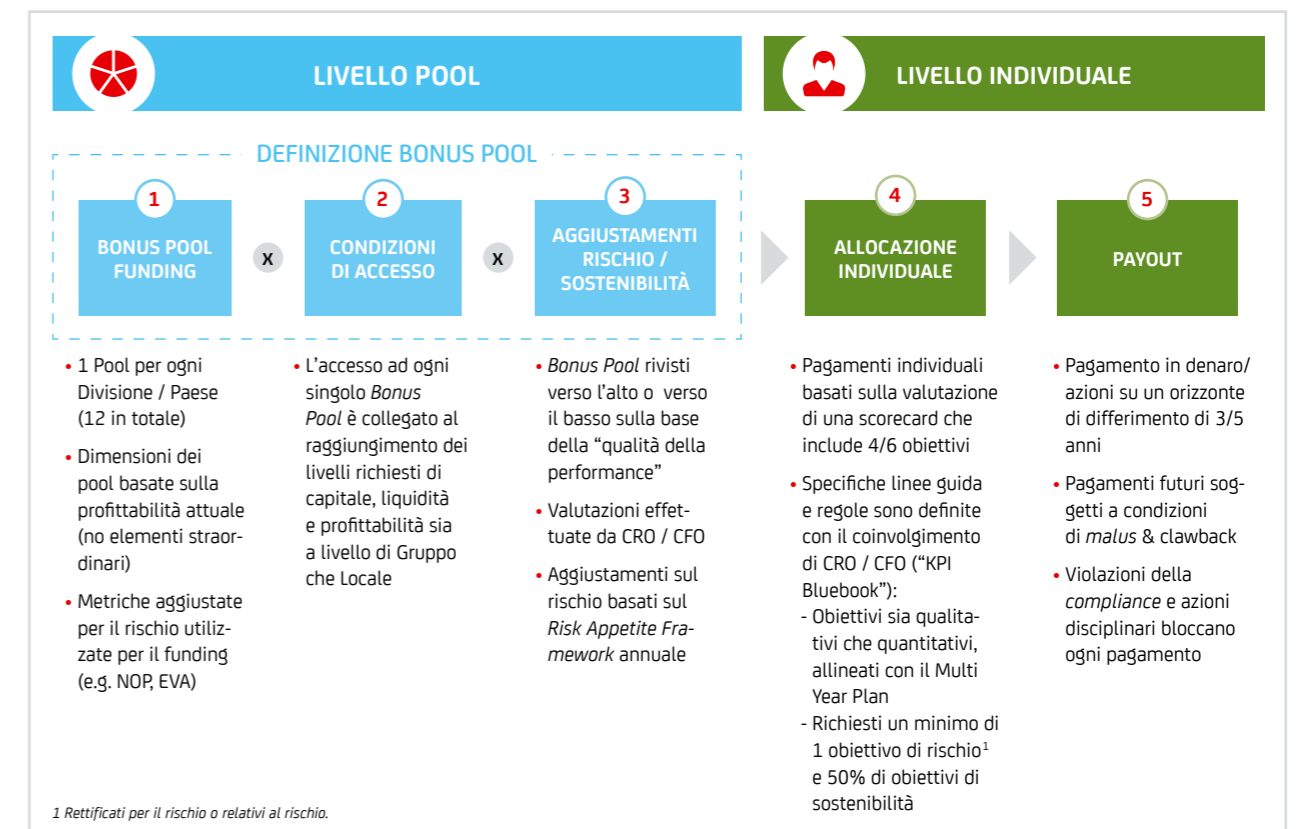 LIVELLO POOL
LIVELLO INDIVIDUALE
DEFINIZIONE BONUS POOL
1
BONUS POOL
FUNDING
X
2
CONDIZIONI
DI ACCESSO
X
3
AGGIUSTAMENTI
RISCHIO /
SOSTENIBILITÀ
4
ALLOCAZIONE
INDIVIDUALE
5
PAYOUT
• 1 Pool per ogni
Divisione / Paese
(12 in totale)
• Dimensioni dei
pool basate sulla
profittabilità attuale
(no elementi straor-
dinari)
• Metriche aggiustate
per il rischio utiliz-
zate per il funding
(e.g. NOP, EVA)
• L'accesso ad ogni
singolo Bonus
Pool è collegato al
raggiungimento dei
livelli richiesti di
capitale, liquidità
e profittabilità sia
a livello di Gruppo
che Locale
• Bonus Pool rivisti
verso l'alto o verso
il basso sulla base
della “qualità della
performance”
• Valutazioni effet-
tuate da CRO / CFO
• Aggiustamenti sul
rischio basati sul
Risk Appetite Fra-
mework annuale
• Pagamenti individuali
basati sulla valutazione
di una scorecard che
include 4/6 obiettivi
• Specifiche linee guida
e regole sono definite
con il coinvolgimento
di CRO / CFO (“KPI
Bluebook”):
- Obiettivi sia qualita-
tivi che quantitativi,
allineati con il Multi
Year Plan
- Richiesti un minimo di
1 obiettivo di rischio¹
e 50% di obiettivi di
sostenibilità
• Pagamento in denaro/
azioni su un orizzonte
di differimento di 3/5
anni
• Pagamenti futuri sog-
getti a condizioni
di malus & clawback
• Violazioni della
compliance e azioni
disciplinari bloccano
ogni pagamento
1 Rettificati per il rischio o relativi al rischio.